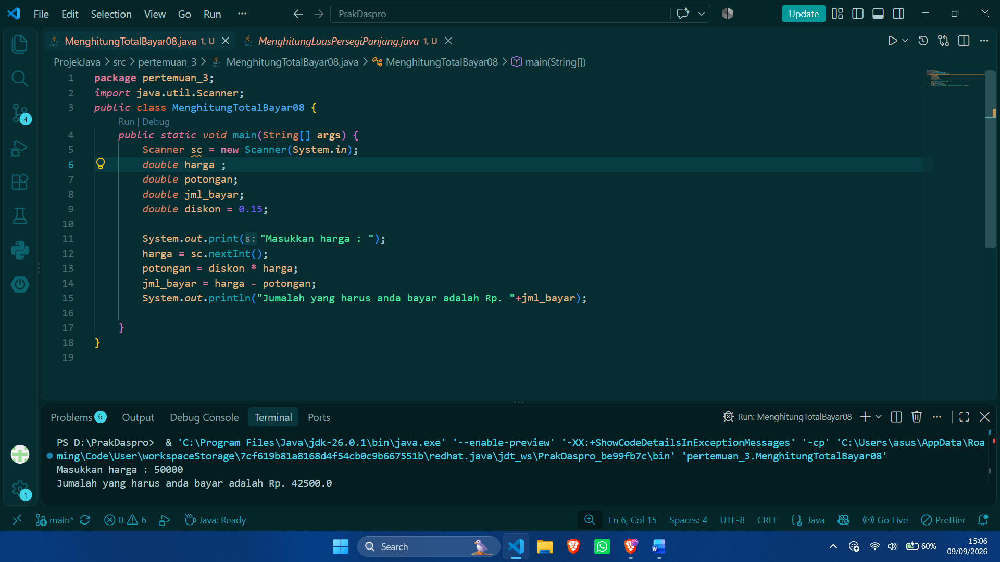 File Edit Selection View Go Run ··· PrakDaspro Update
MenghitungTotalBayar08.java 1, U MenghitungLuasPersegiPanjang.java 1, U
ProjekJava > src > pertemuan_3 > MenghitungTotalBayar08.java > MenghitungTotalBayar08 > main(String[])
1 package pertemuan_3;
2 import java.util.Scanner;
3 public class MenghitungTotalBayar08 {
Run | Debug
4 public static void main(String[] args) {
5 Scanner sc = new Scanner(System.in);
6 double harga ;
7 double potongan;
8 double jml_bayar;
9 double diskon = 0.15;
10
11 System.out.print(s: "Masukkan harga : ");
12 harga = sc.nextInt();
13 potongan = diskon * harga;
14 jml_bayar = harga - potongan;
15 System.out.println("Jumalah yang harus anda bayar adalah Rp. "+jml_bayar);
16
17 }
18 }
19
4
1
Problems 6 Output Debug Console Terminal Ports Run: MenghitungTotalBayar08
PS D:\PrakDaspro> & 'C:\Program Files\Java\jdk-26.0.1\bin\java.exe' '--enable-preview' '-XX:+ShowCodeDetailsInExceptionMessages' '-cp' 'C:\Users\asus\AppData\Roa
ming\Code\User\workspaceStorage\7cf619b81a8168d4f54cb0c9b667551b\redhat.java\jdt_ws\PrakDaspro_be99fb7c\bin' 'pertemuan_3.MenghitungTotalBayar08'
Masukkan harga : 50000
Jumalah yang harus anda bayar adalah Rp. 42500.0
main* 0 6 Java: Ready Ln 6, Col 15 Spaces: 4 UTF-8 CRLF {} Java Go Live Prettier
Search 60% 15:06
09/09/2026